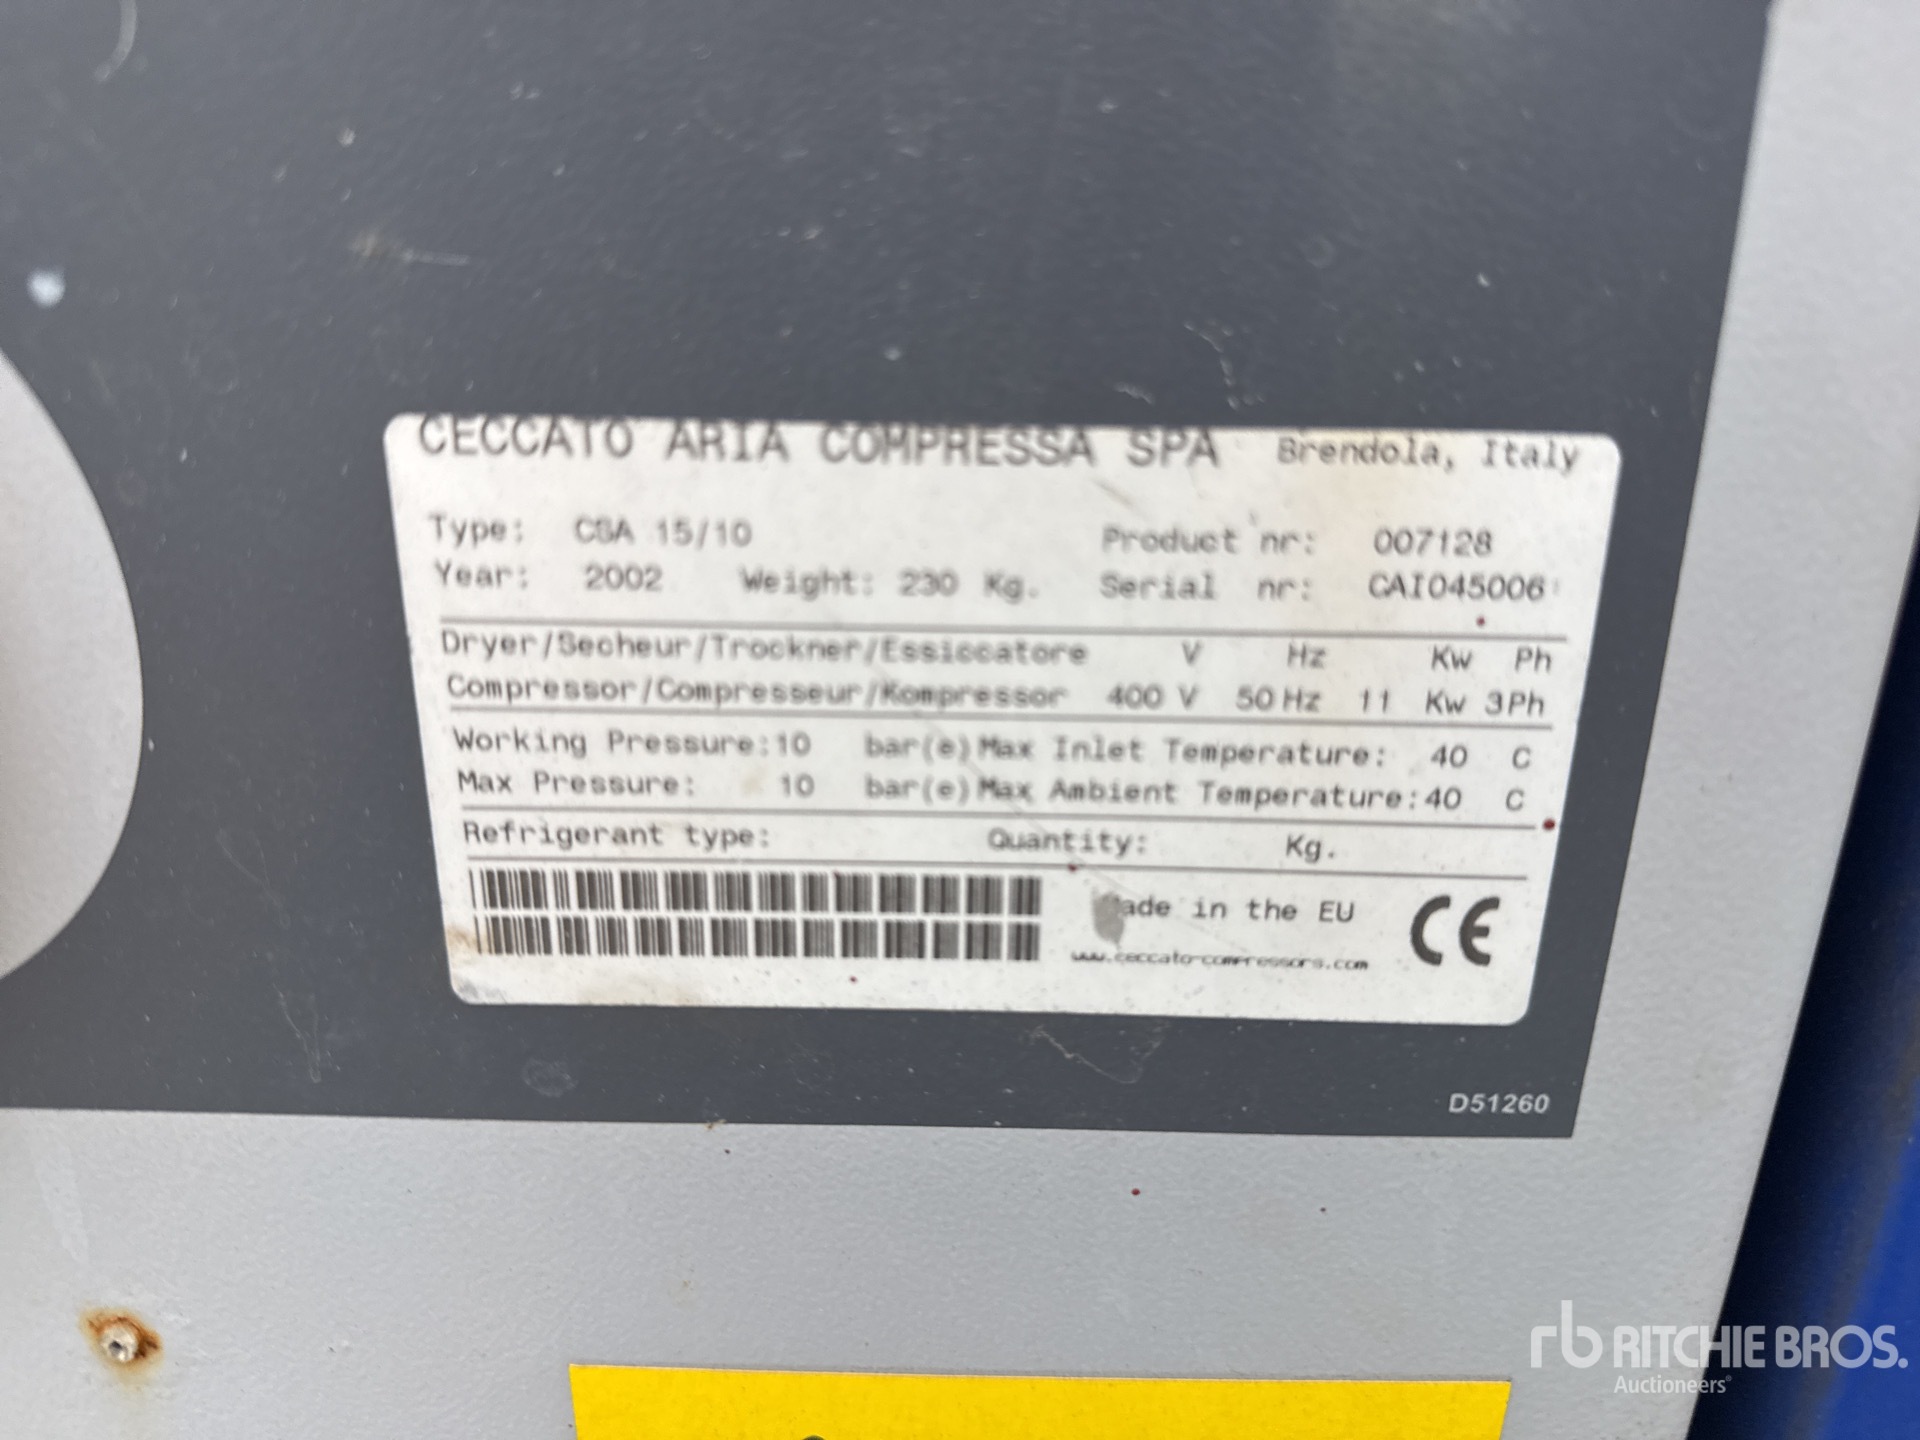 CECCATO ARIA COMPRESSA SPA Brendola, Italy
Type: CSA 15/10 Product nr: 007128
Year: 2002 Weight: 230 Kg. Serial nr: CAI045006
Dryer/Secheur/Trockner/Essiccatore V Hz Kw Ph
Compressor/Compresseur/Kompressor 400 V 50 Hz 11 Kw 3Ph
Working Pressure:10 bar(e) Max Inlet Temperature: 40 C
Max Pressure: 10 bar(e) Max Ambient Temperature:40 C
Refrigerant type: Quantity: Kg.
Made in the EU CE
www.ceccato-compressors.com
D51260
rb RITCHIE BROS.
Auctioneers®